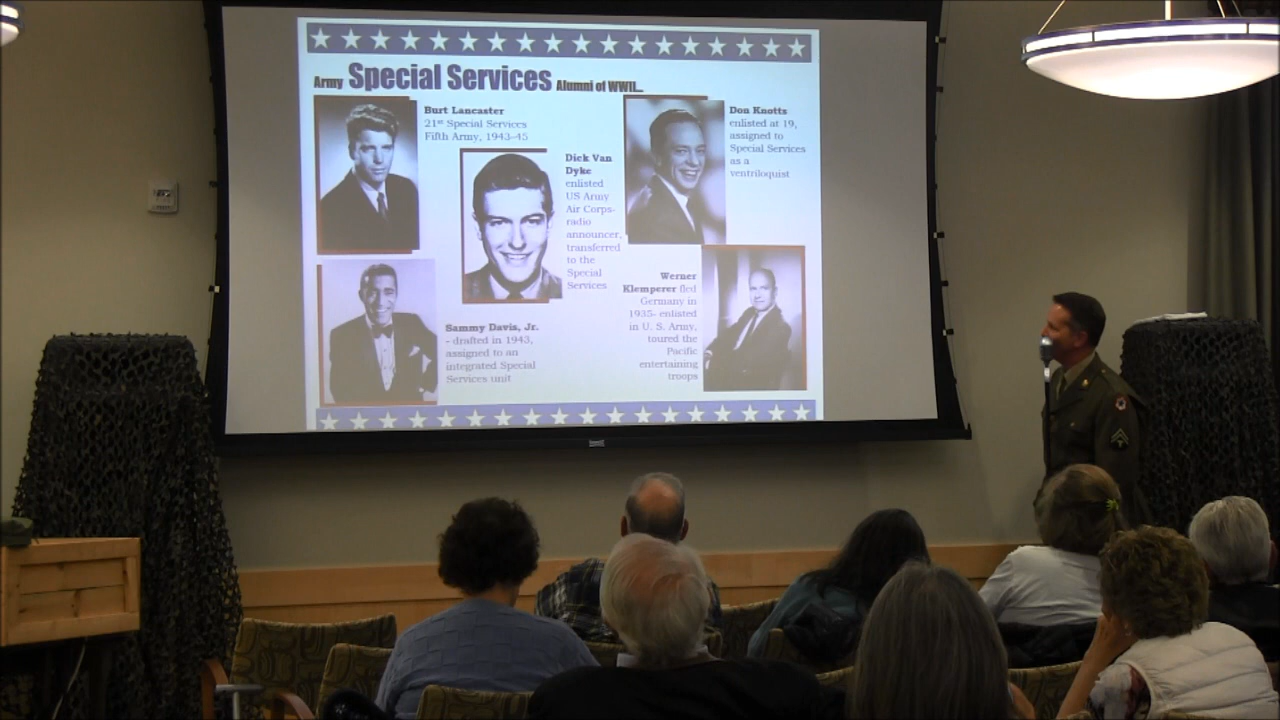 Army Special Services Alumni of WWII...
Burt Lancaster
21st Special Services
Fifth Army, 1943-45
Dick Van
Dyke
enlisted
US Army
Air Corps-
radio
announcer,
transferred
to the
Special
Services
Don Knotts
enlisted at 19,
assigned to
Special Services
as a
ventriloquist
Sammy Davis, Jr.
- drafted in 1943,
assigned to an
integrated Special
Services unit
Werner
Klemperer (fled
Germany in
1935- enlisted
in U. S. Army,
toured the
Pacific
entertaining
troops